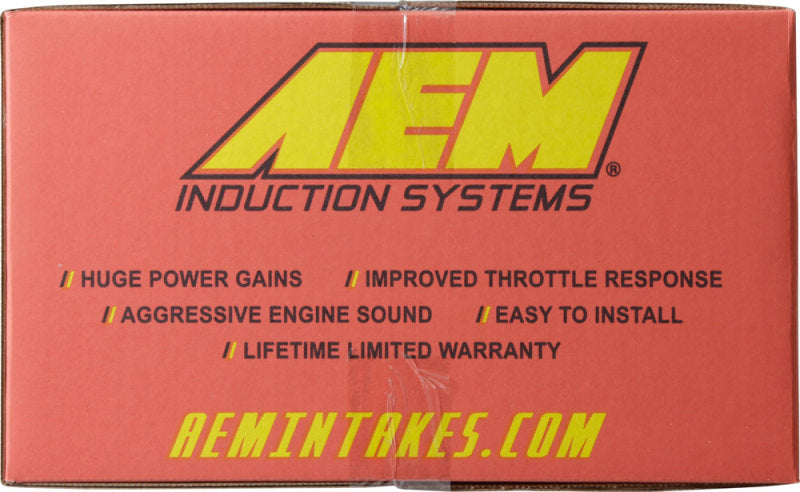 AEM®
INDUCTION SYSTEMS
// HUGE POWER GAINS // IMPROVED THROTTLE RESPONSE
// AGGRESSIVE ENGINE SOUND // EASY TO INSTALL
// LIFETIME LIMITED WARRANTY
AEMINTAKES.COM